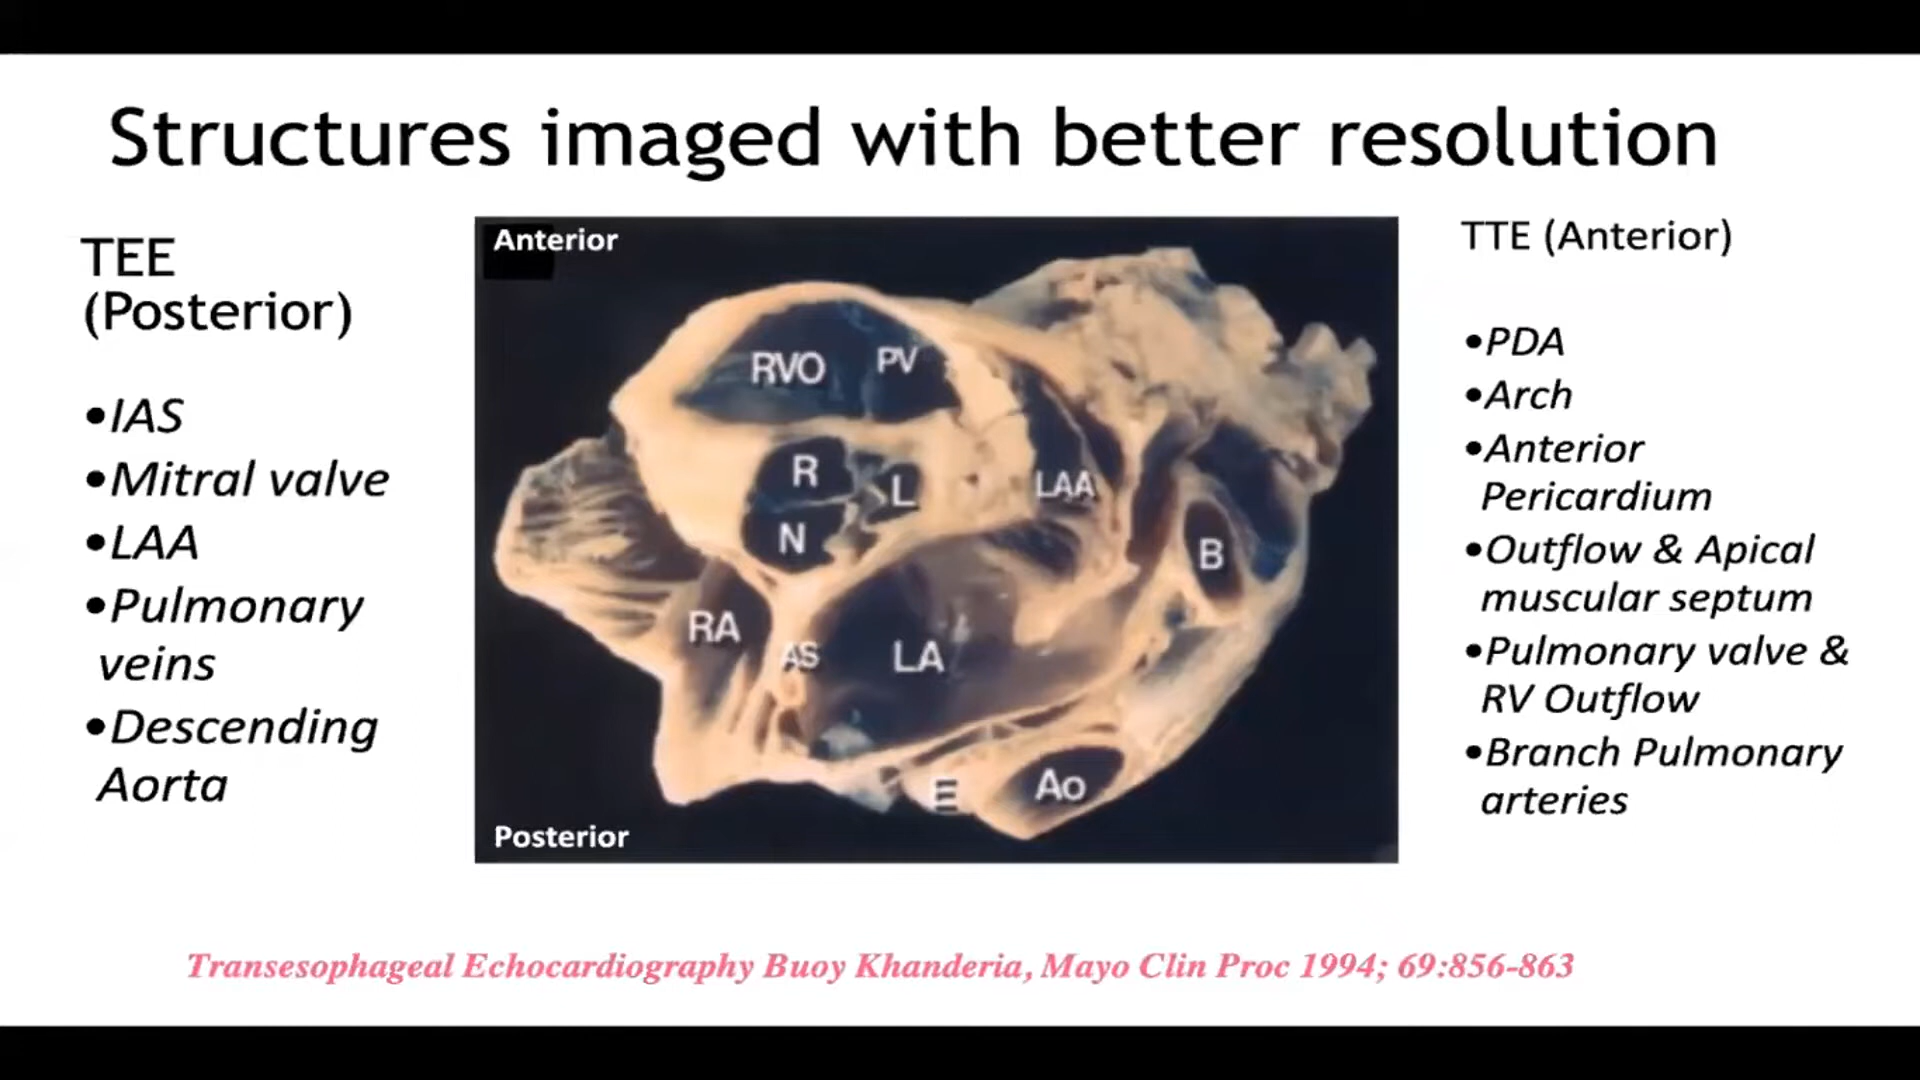 Structures imaged with better resolution
TEE
(Posterior)
•IAS
•Mitral valve
•LAA
•Pulmonary
veins
•Descending
Aorta
Anterior
RVO
PV
R
L
N
LAA
B
RA
AS
LA
E
Ao
Posterior
TTE (Anterior)
•PDA
•Arch
•Anterior
Pericardium
•Outflow & Apical
muscular septum
•Pulmonary valve &
RV Outflow
•Branch Pulmonary
arteries
Transesophageal Echocardiography Buoy Khanderia, Mayo Clin Proc 1994; 69:856-863